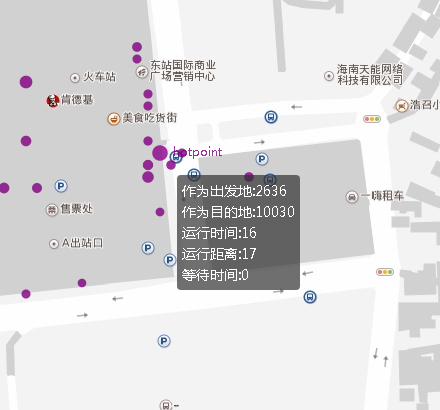 东站国际商业
广场营销中心
火车站
海南天能网络
科技有限公司
肯德基
美食吃货街
浩召小
hotpoint
作为出发地:2636
作为目的地:10030
运行时间:16
运行距离:17
等待时间:0
一嗨租车
售票处
A出站口
P
P
P
P
P